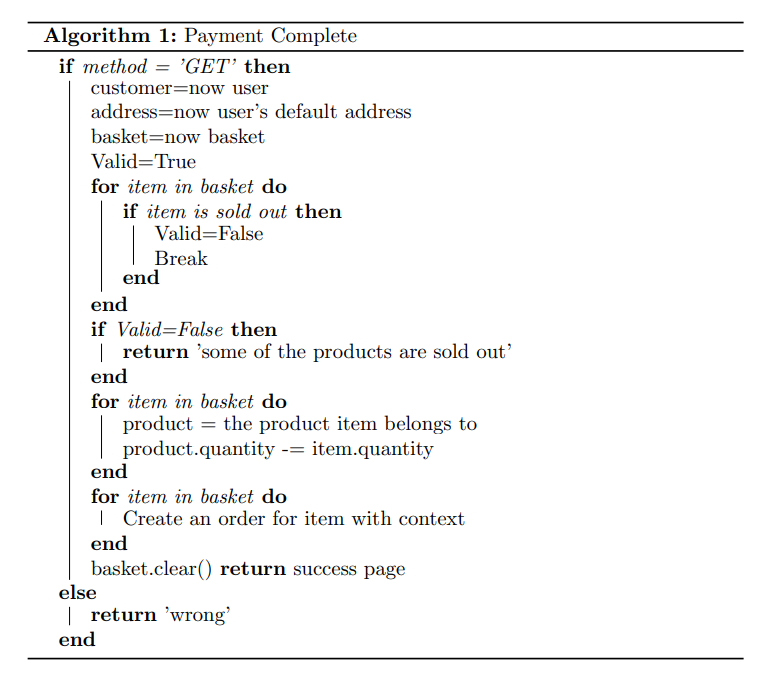 Algorithm 1: Payment Complete
if method = 'GET' then
customer=now user
address=now user's default address
basket=now basket
Valid=True
for item in basket do
if item is sold out then
Valid=False
Break
end
end
if Valid=False then
return 'some of the products are sold out'
end
for item in basket do
product = the product item belongs to
product.quantity -= item.quantity
end
for item in basket do
Create an order for item with context
end
basket.clear() return success page
else
return 'wrong'
end